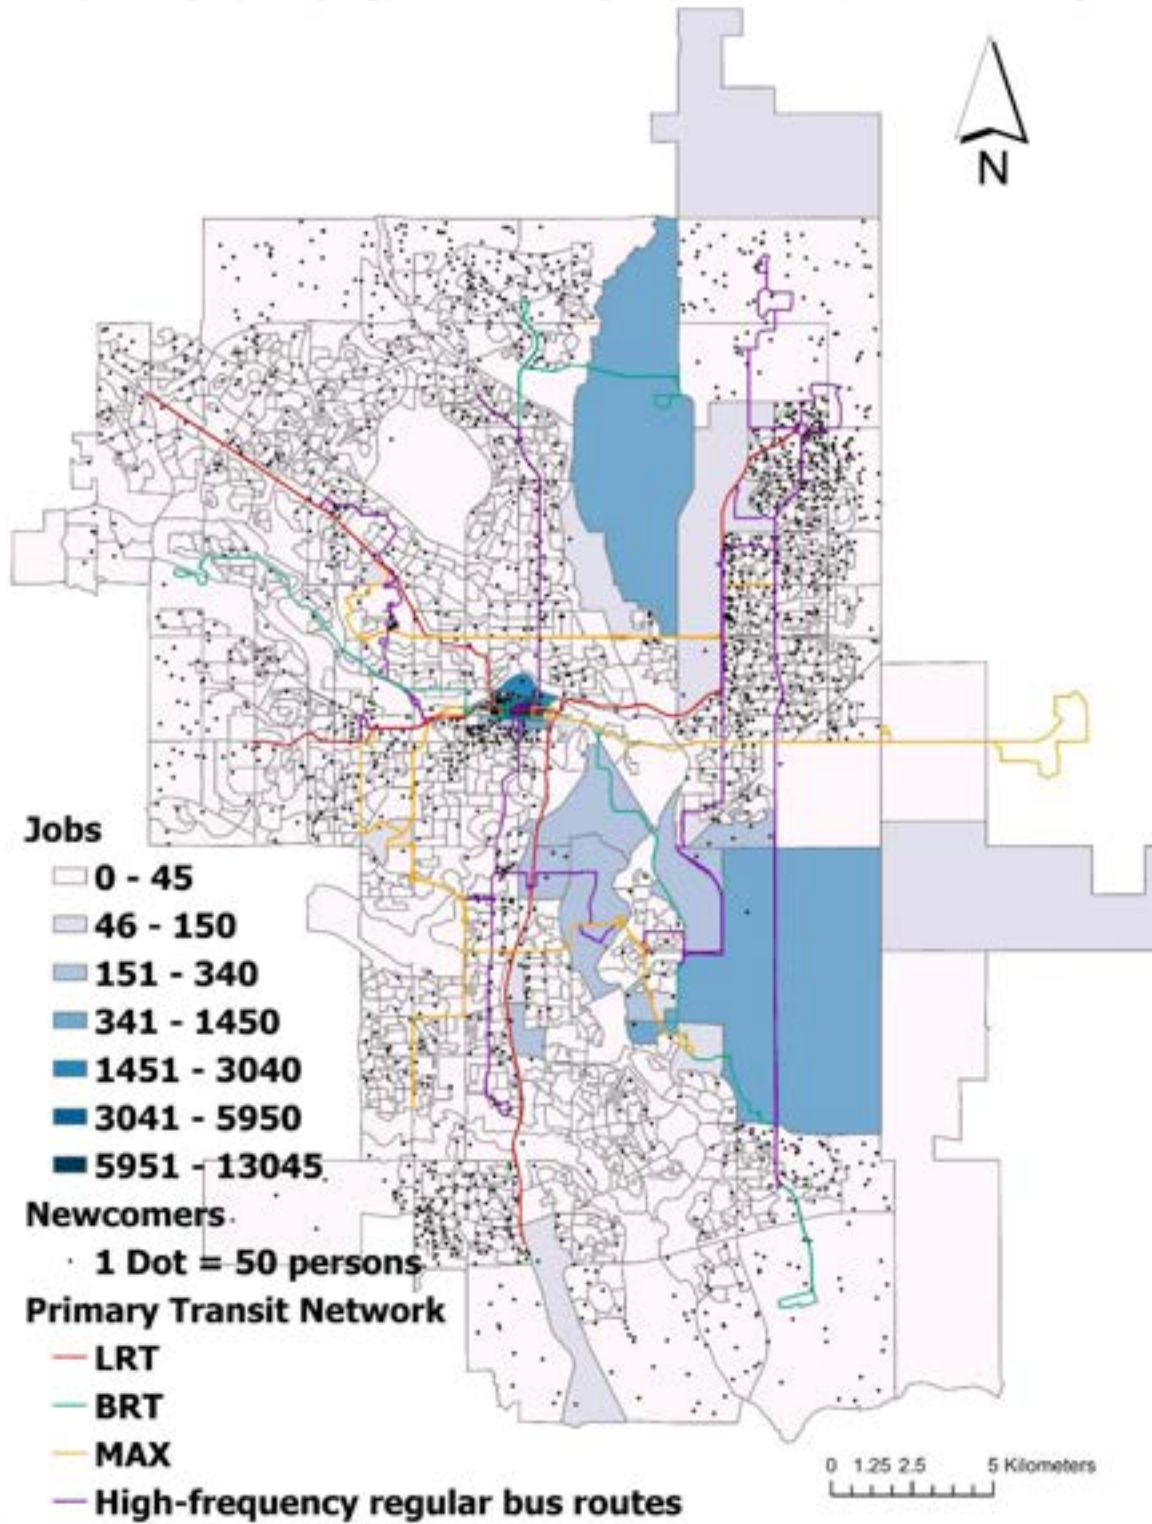 N
Jobs
0 - 45
46 - 150
151 - 340
341 - 1450
1451 - 3040
3041 - 5950
5951 - 13045
Newcomers
1 Dot = 50 persons
Primary Transit Network
LRT
BRT
MAX
High-frequency regular bus routes
0 1.25 2.5 5 Kilometers